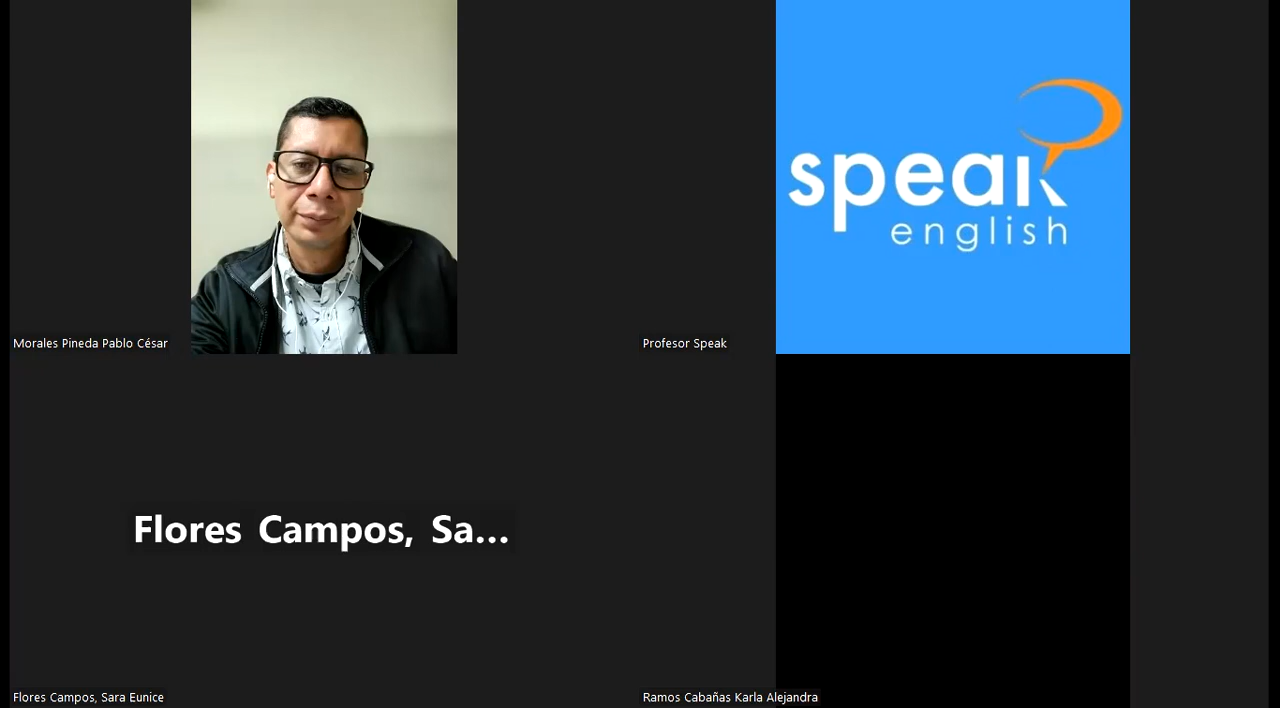 speak
english
Morales Pineda Pablo César
Profesor Speak
Flores Campos, Sa...
Flores Campos, Sara Eunice
Ramos Cabañas Karla Alejandra